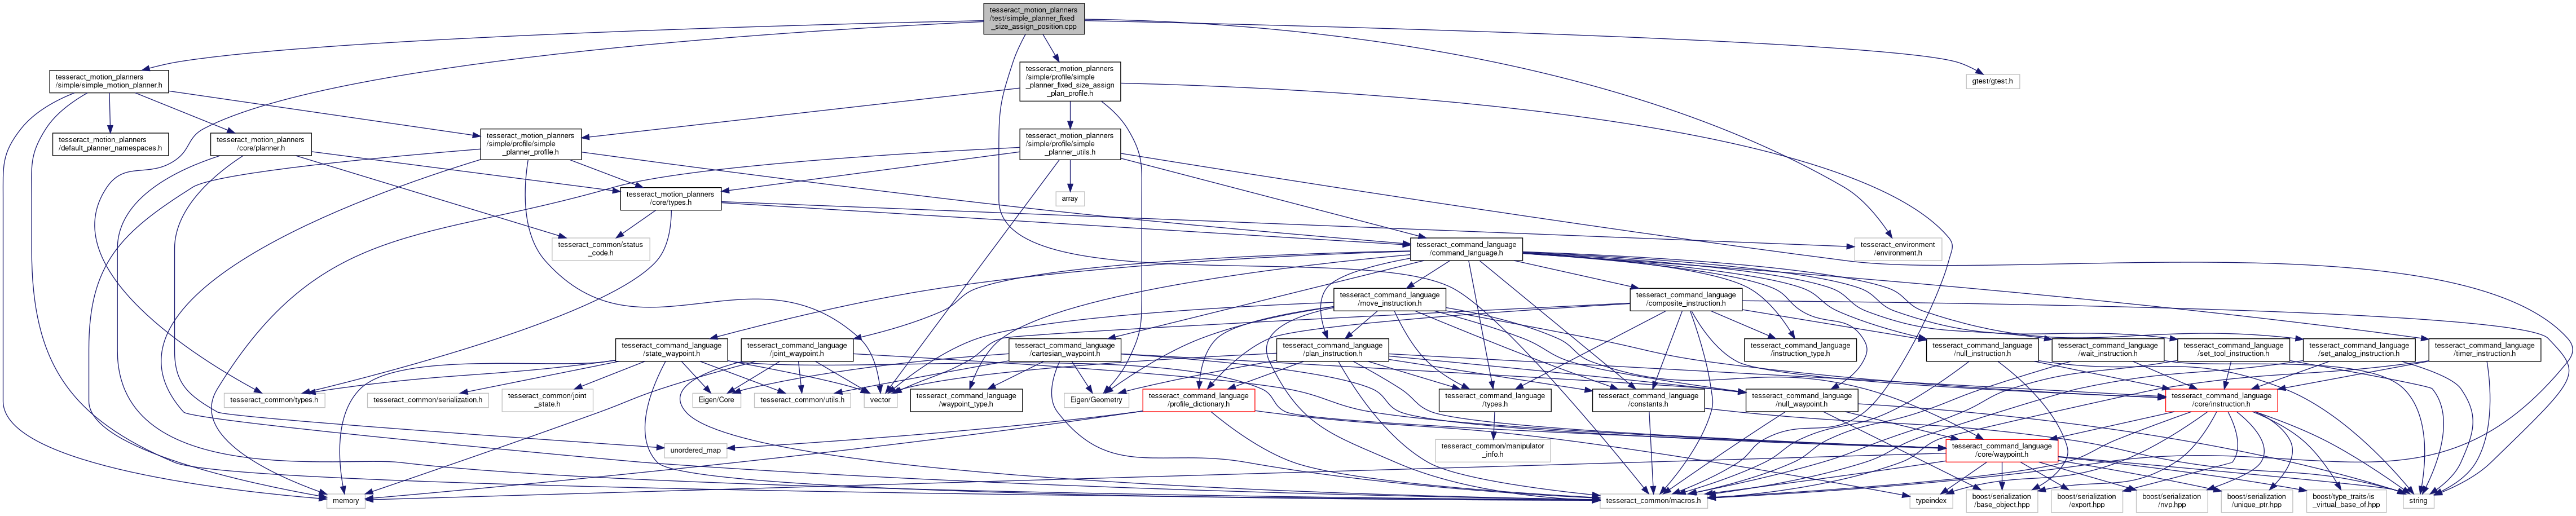 tesseract_motion_planners
/test/simple_planner_fixed
_size_assign_position.cpp
tesseract_motion_planners
/simple/simple_motion_planner.h
tesseract_motion_planners
/simple/profile/simple
_planner_fixed_size_assign
_plan_profile.h
gtest/gtest.h
tesseract_motion_planners
/default_planner_namespaces.h
tesseract_motion_planners
/core/planner.h
tesseract_motion_planners
/simple/profile/simple
_planner_profile.h
tesseract_motion_planners
/simple/profile/simple
_planner_utils.h
tesseract_motion_planners
/core/types.h
array
tesseract_common/status
_code.h
tesseract_command_language
/command_language.h
tesseract_environment
/environment.h
tesseract_command_language
/move_instruction.h
tesseract_command_language
/composite_instruction.h
tesseract_command_language
/state_waypoint.h
tesseract_command_language
/joint_waypoint.h
tesseract_command_language
/cartesian_waypoint.h
tesseract_command_language
/plan_instruction.h
tesseract_command_language
/instruction_type.h
tesseract_command_language
/null_instruction.h
tesseract_command_language
/wait_instruction.h
tesseract_command_language
/set_tool_instruction.h
tesseract_command_language
/set_analog_instruction.h
tesseract_command_language
/timer_instruction.h
tesseract_common/types.h
tesseract_common/serialization.h
tesseract_common/joint
_state.h
Eigen/Core
tesseract_common/utils.h
vector
tesseract_command_language
/waypoint_type.h
Eigen/Geometry
tesseract_command_language
/profile_dictionary.h
tesseract_command_language
/types.h
tesseract_command_language
/constants.h
tesseract_command_language
/null_waypoint.h
tesseract_command_language
/core/instruction.h
unordered_map
tesseract_common/manipulator
_info.h
tesseract_command_language
/core/waypoint.h
memory
tesseract_common/macros.h
typeindex
boost/serialization
/base_object.hpp
boost/serialization
/export.hpp
boost/serialization
/nvp.hpp
boost/serialization
/unique_ptr.hpp
boost/type_traits/is
_virtual_base_of.hpp
string